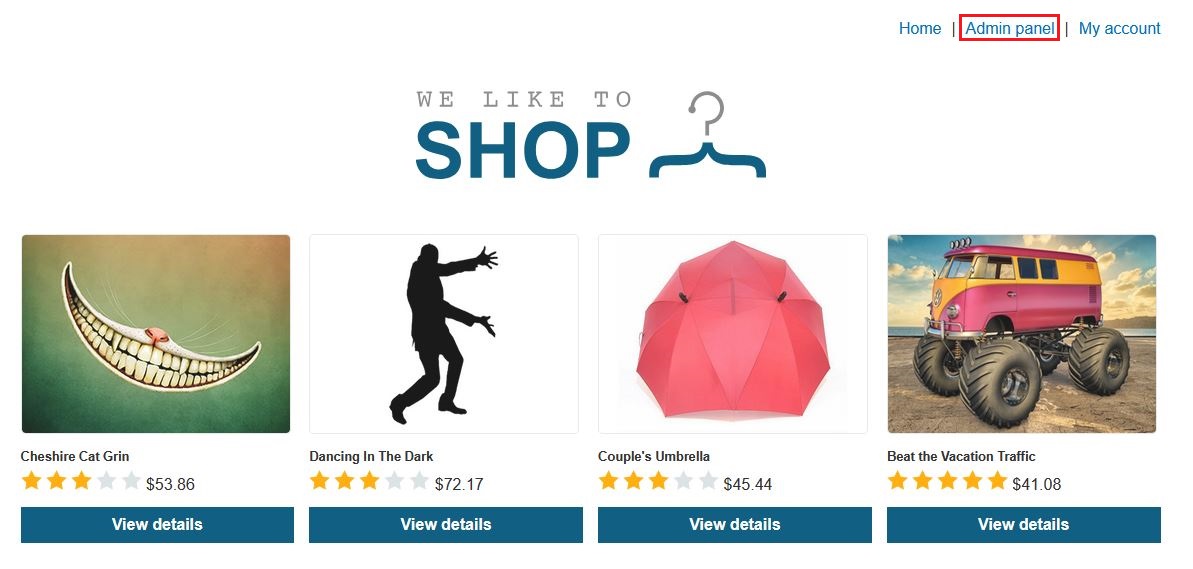 Home | Admin panel | My account
WE LIKE TO
SHOP
Cheshire Cat Grin
$53.86
View details
Dancing In The Dark
$72.17
View details
Couple's Umbrella
$45.44
View details
Beat the Vacation Traffic
$41.08
View details